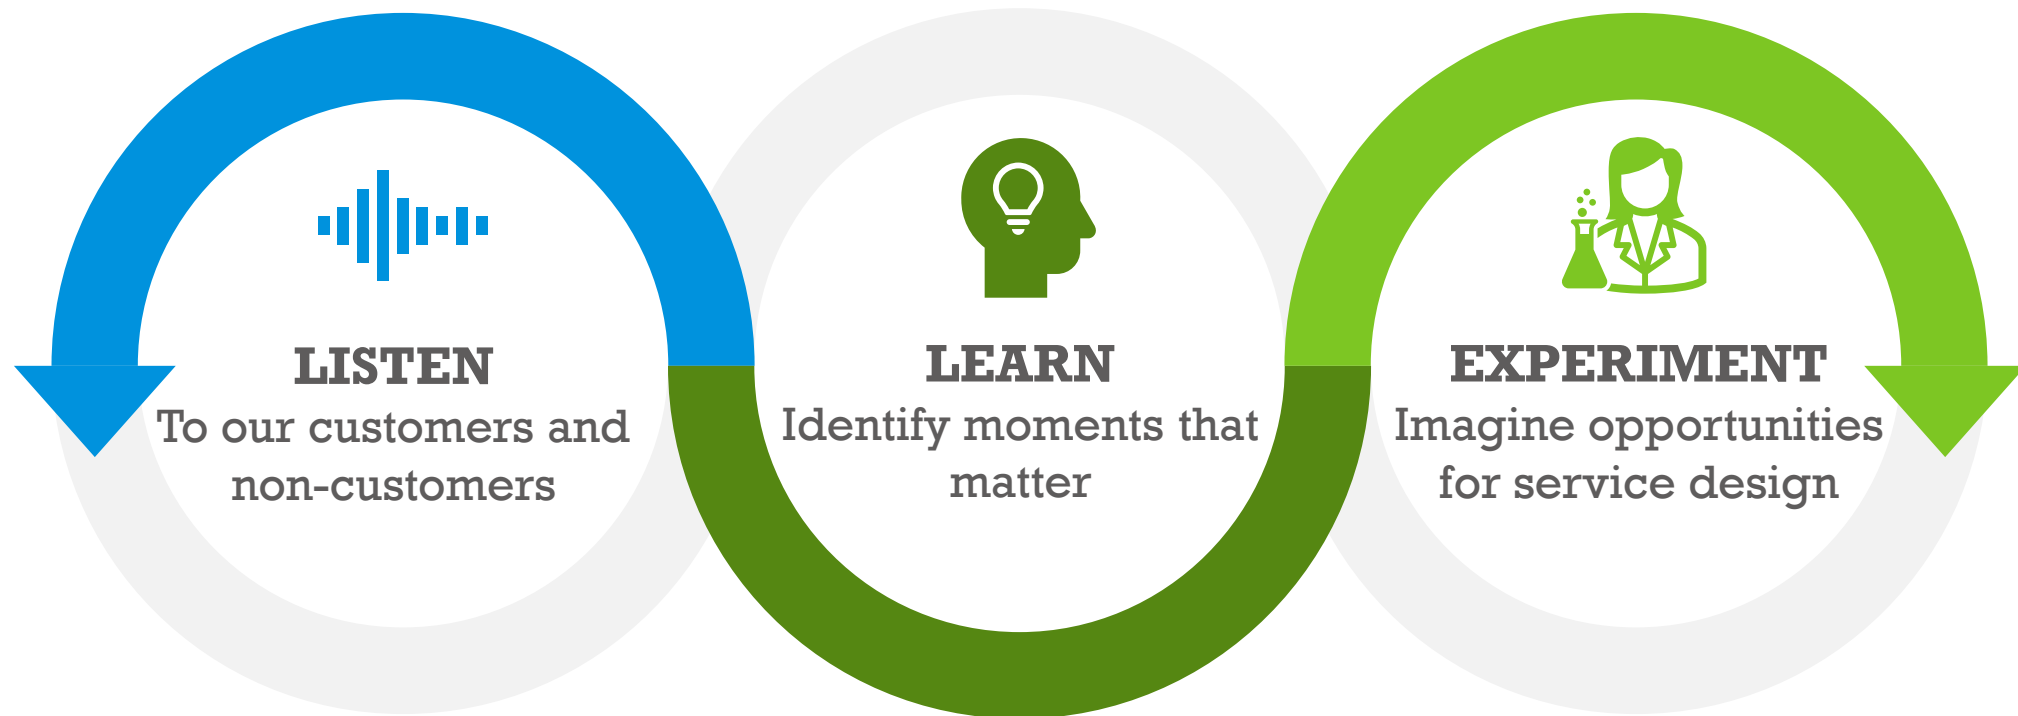 LISTEN
To our customers and
non-customers
LEARN
Identify moments that
matter
EXPERIMENT
Imagine opportunities
for service design